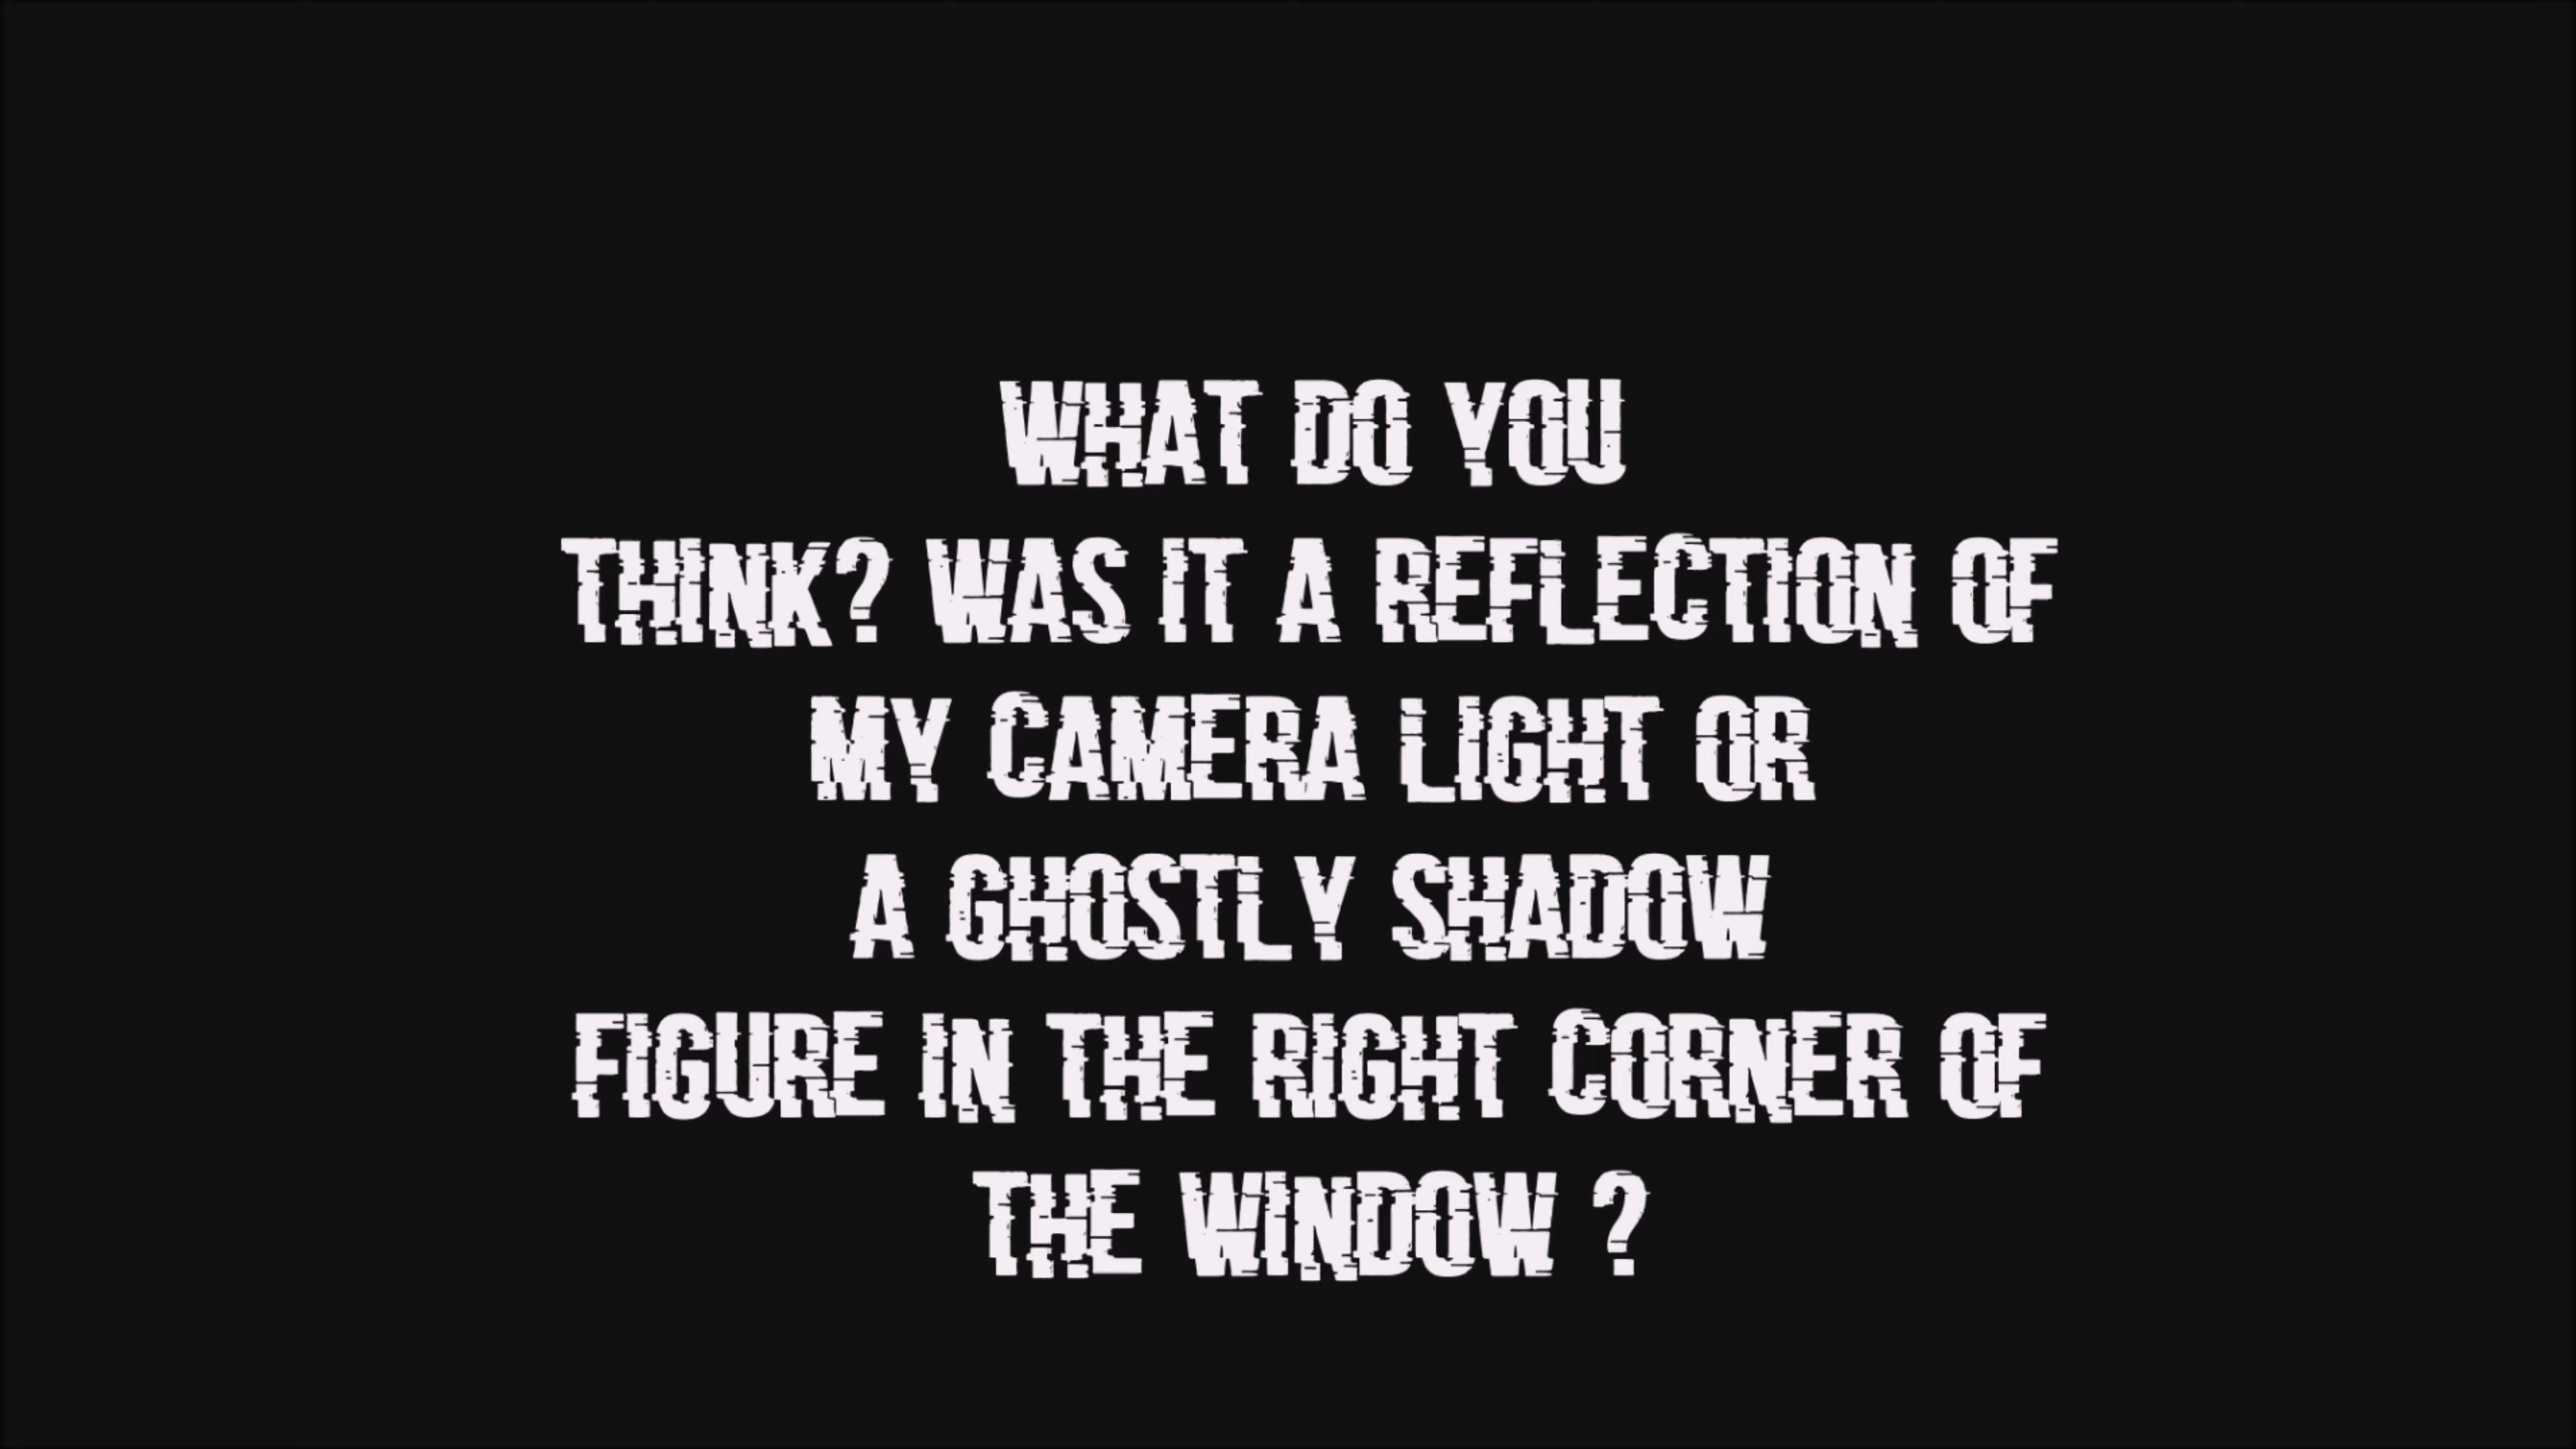 WHAT DO YOU
THINK? WAS IT A REFLECTION OF
MY CAMERA LIGHT OR
A GHOSTLY SHADOW
FIGURE IN THE RIGHT CORNER OF
THE WINDOW ?